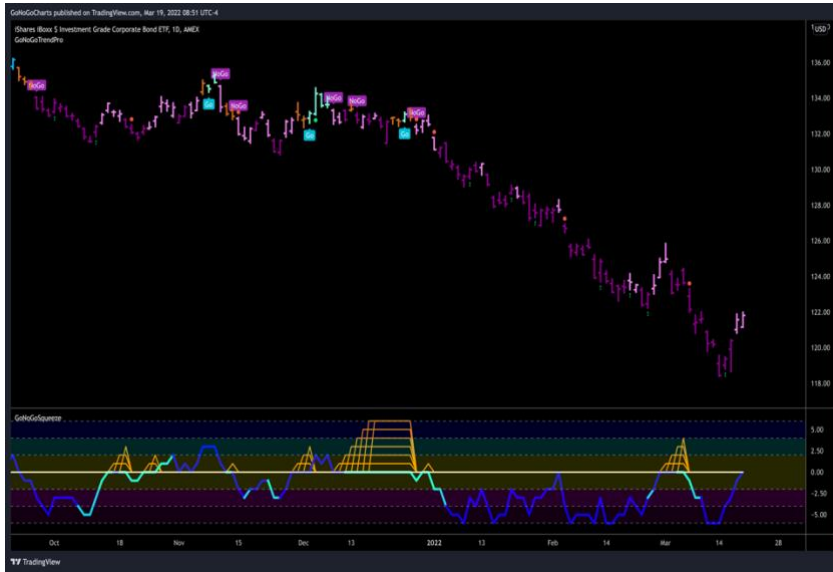 GoNoGoCharts published on TradingView.com, Mar 19, 2022 08:51 UTC-4
iShares iBoxx $ Investment Grade Corporate Bond ETF, 1D, AMEX
USD
GoNoGoTrendPro
136.00
134.00
132.00
130.00
128.00
126.00
124.00
122.00
120.00
118.00
NoGo
NoGo
Go
NoGo
Go
NoGo
NoGo
Go
NoGo
GoNoGoSqueeze
5.00
2.50
0.00
-2.50
-5.00
Oct
18
Nov
15
Dec
13
2022
13
Feb
14
Mar
14
28
TradingView